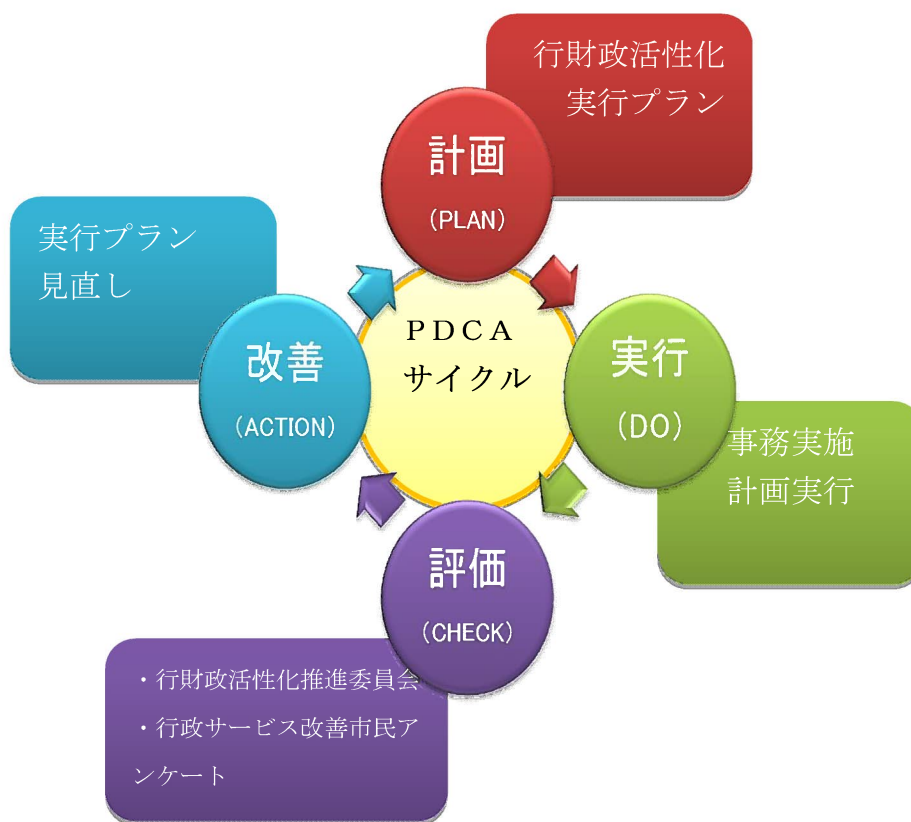 行財政活性化
実行プラン
計画
(PLAN)
実行プラン
見直し
改善
(ACTION)
PDCA
サイクル
実行
(DO)
事務実施
計画実行
評価
(CHECK)
・行財政活性化推進委員会
・行政サービス改善市民ア
ンケート